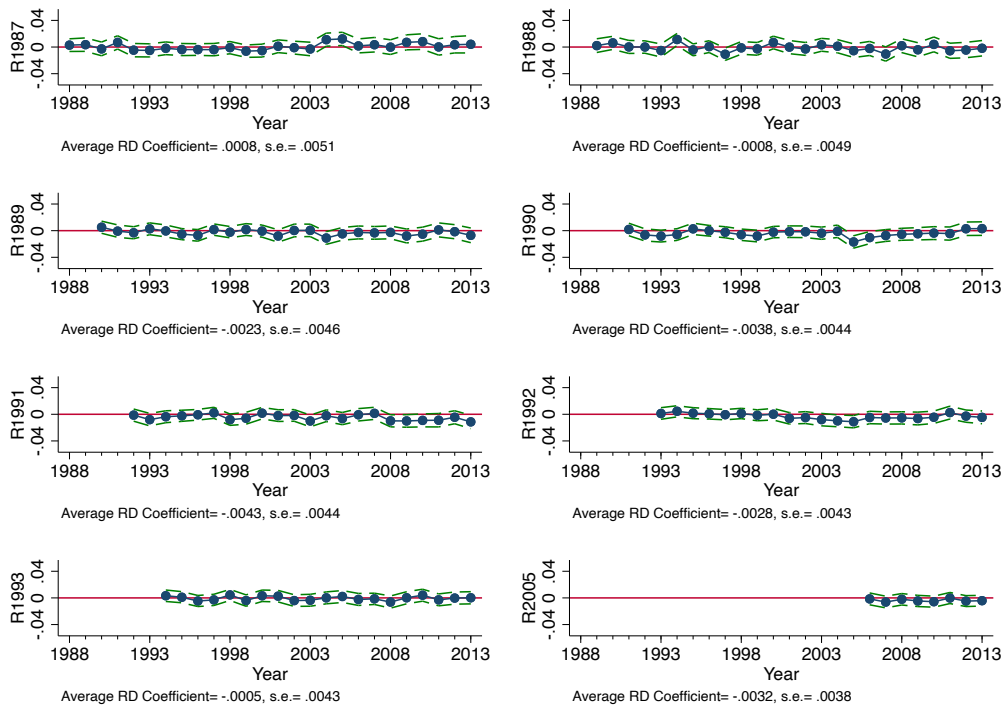 R1987
.04
0
-.04
1988 1993 1998 2003 2008 2013
Year
Average RD Coefficient= .0008, s.e.= .0051
R1988
.04
0
-.04
1988 1993 1998 2003 2008 2013
Year
Average RD Coefficient= -.0008, s.e.= .0049
R1989
.04
0
-.04
1988 1993 1998 2003 2008 2013
Year
Average RD Coefficient= -.0023, s.e.= .0046
R1990
.04
0
-.04
1988 1993 1998 2003 2008 2013
Year
Average RD Coefficient= -.0038, s.e.= .0044
R1991
.04
0
-.04
1988 1993 1998 2003 2008 2013
Year
Average RD Coefficient= -.0043, s.e.= .0044
R1992
.04
0
-.04
1988 1993 1998 2003 2008 2013
Year
Average RD Coefficient= -.0028, s.e.= .0043
R1993
.04
0
-.04
1988 1993 1998 2003 2008 2013
Year
Average RD Coefficient= -.0005, s.e.= .0043
R2005
.04
0
-.04
1988 1993 1998 2003 2008 2013
Year
Average RD Coefficient= -.0032, s.e.= .0038